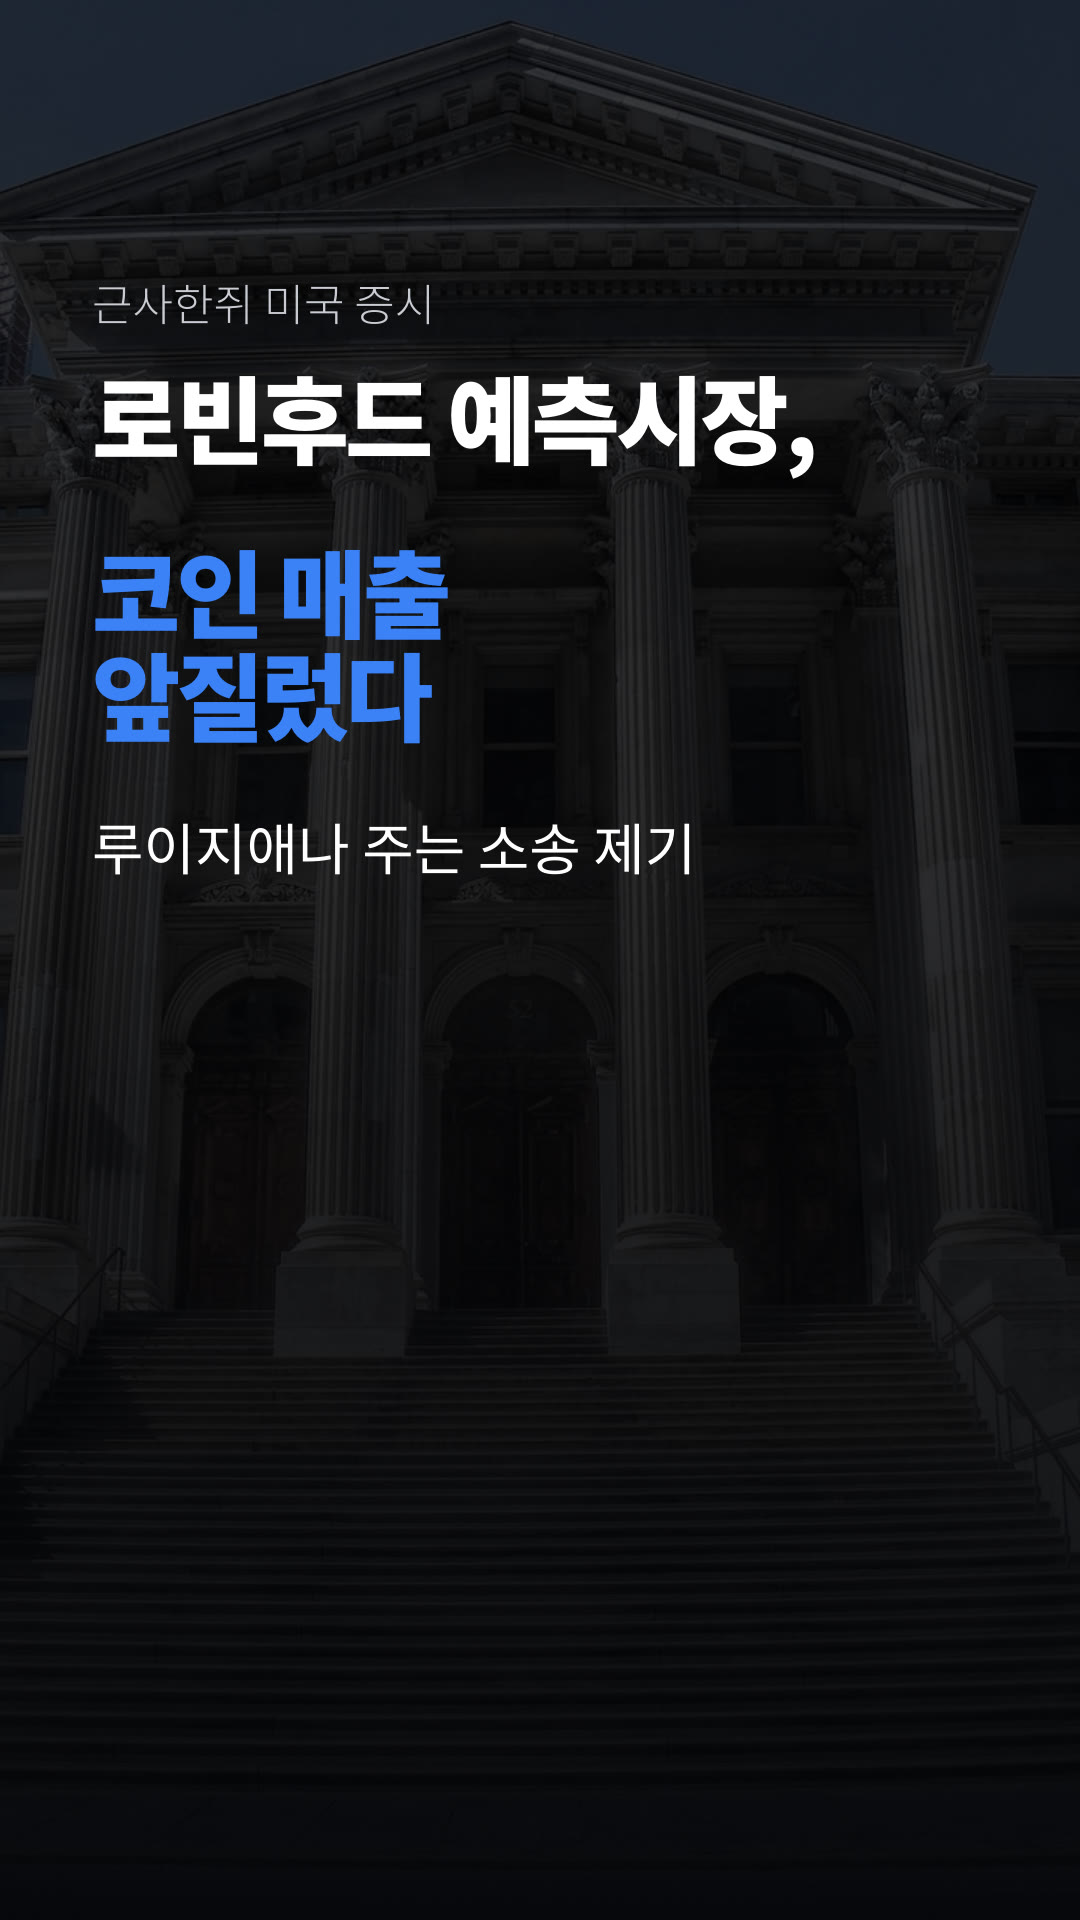 근사한쥐 미국 증시
로빈후드 예측시장,
코인 매출
앞질렀다
루이지애나 주는 소송 제기